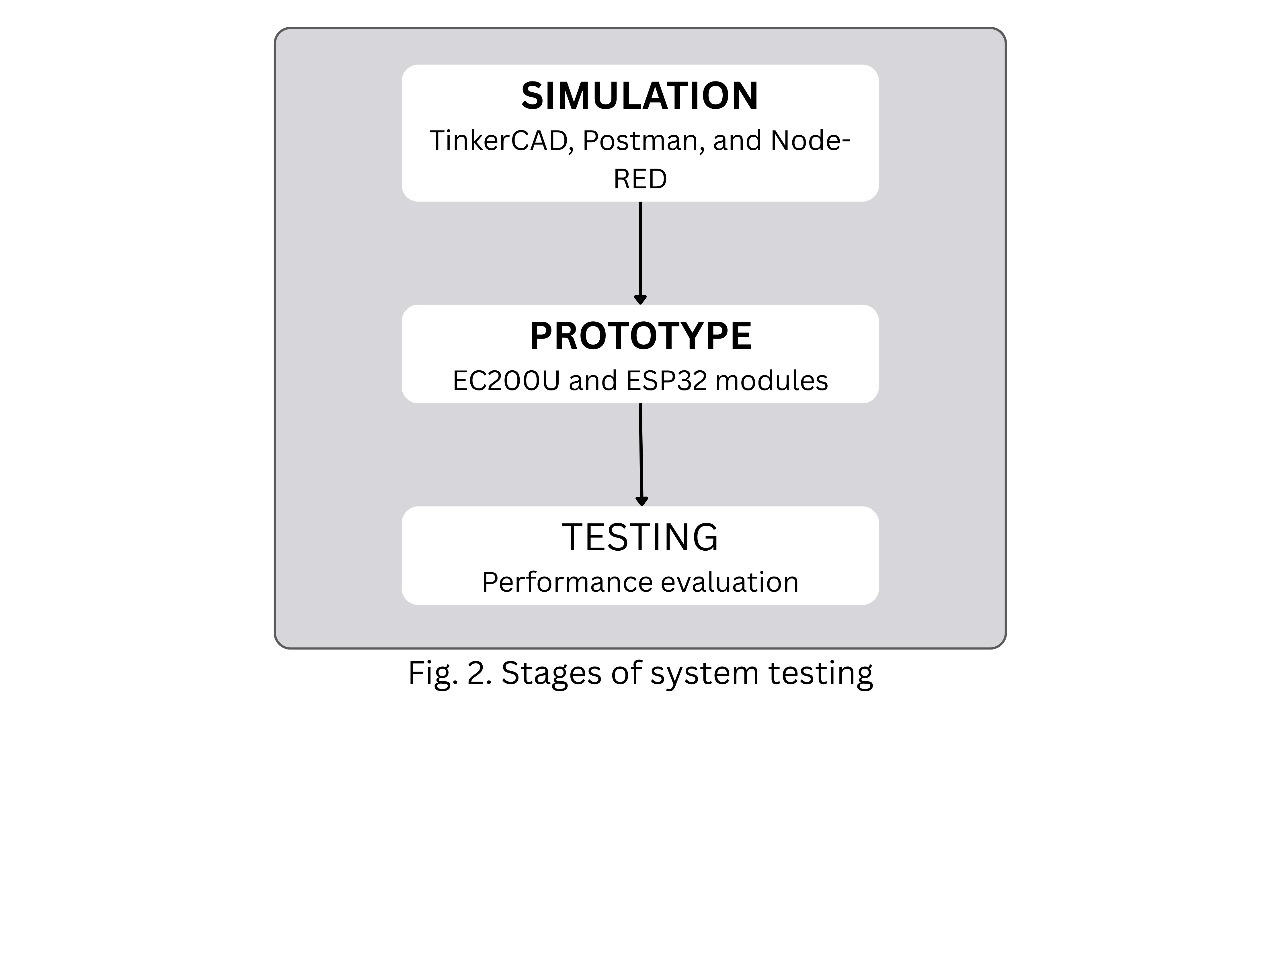 SIMULATION
TinkerCAD, Postman, and Node-
RED
PROTOTYPE
EC200U and ESP32 modules
TESTING
Performance evaluation
Fig. 2. Stages of system testing